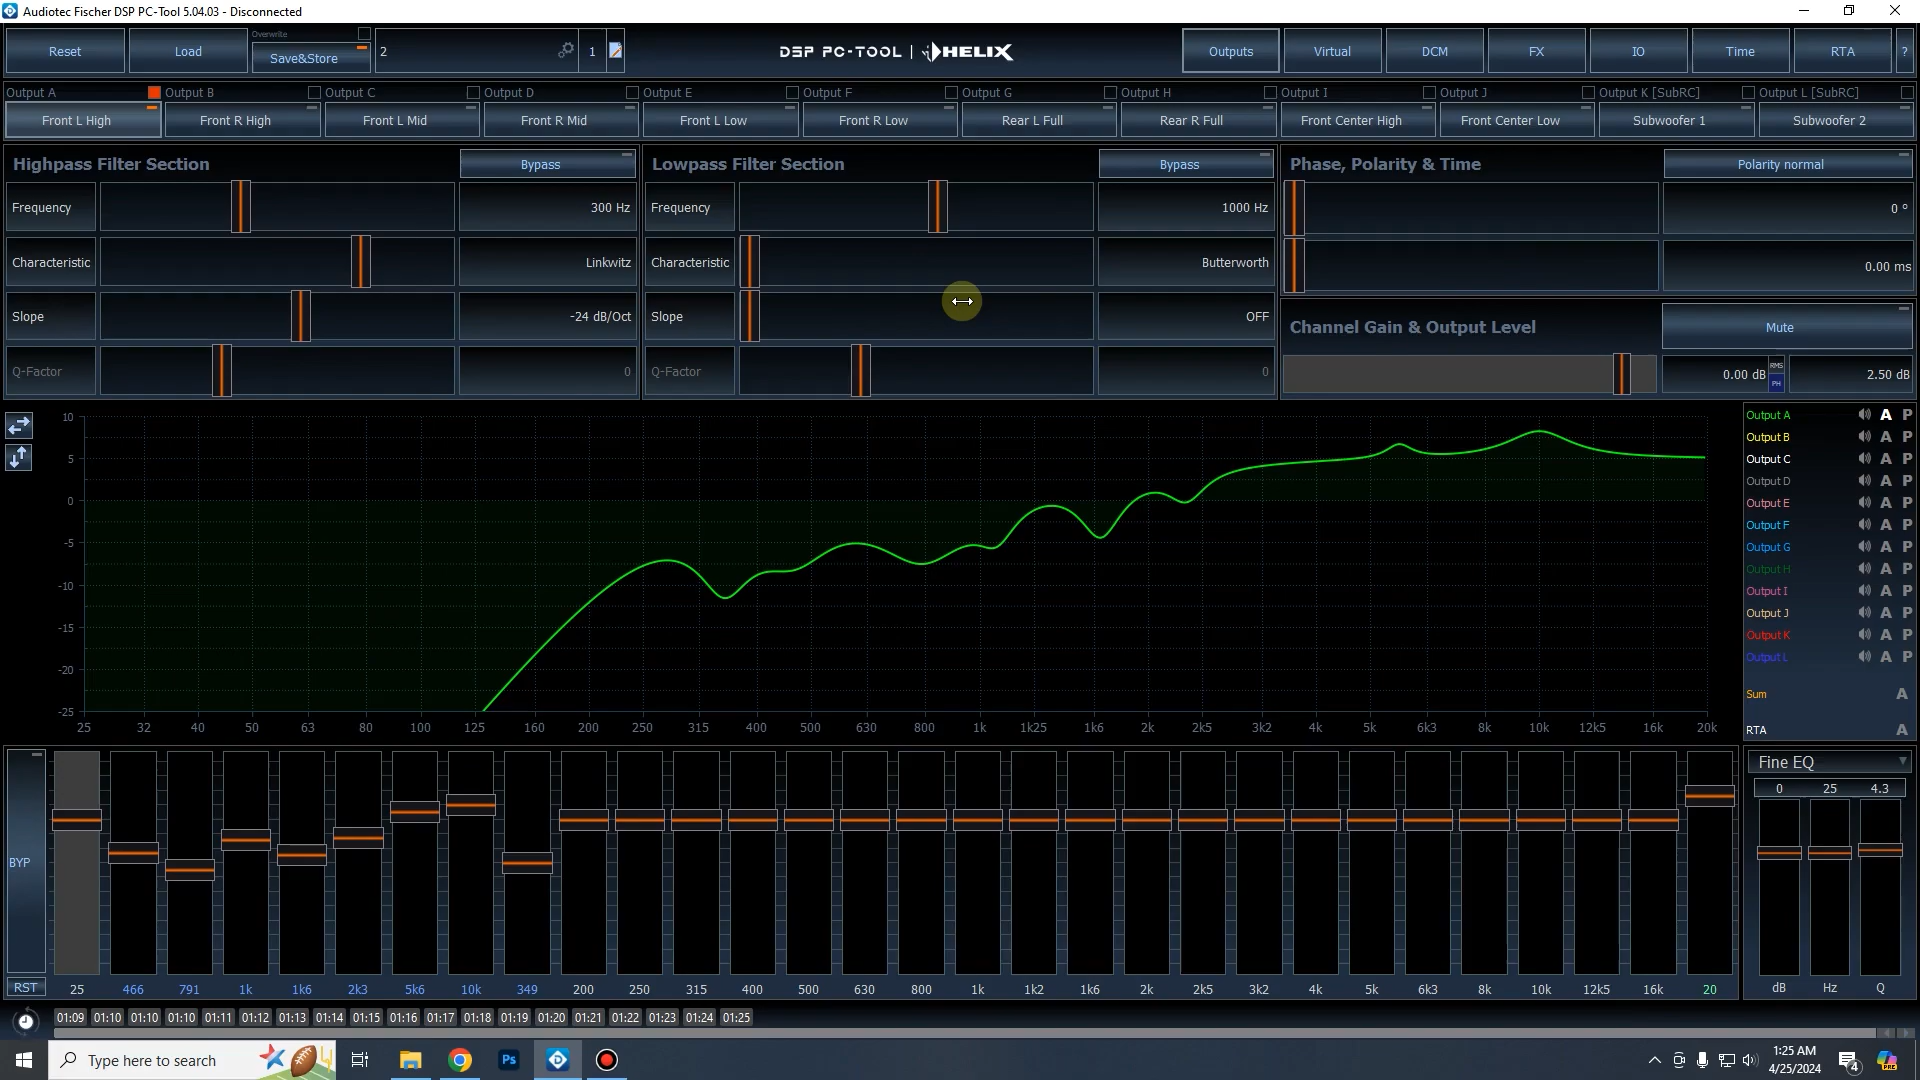 Audiotec Fischer DSP PC-Tool 5.04.03 - Disconnected
Reset Load Overwrite Save&Store 2 1 DSP PC-TOOL | HELIX Outputs Virtual DCM FX IO Time RTA ?
Output A Output B Output C Output D Output E Output F Output G Output H Output I Output J Output K [SubRC] Output L [SubRC]
Front L High Front R High Front L Mid Front R Mid Front L Low Front R Low Rear L Full Rear R Full Front Center High Front Center Low Subwoofer 1 Subwoofer 2
Highpass Filter Section Bypass Lowpass Filter Section Bypass Phase, Polarity & Time Polarity normal
Frequency 300 Hz Frequency 1000 Hz 0 °
Characteristic Linkwitz Characteristic Butterworth 0.00 ms
Slope -24 dB/Oct Slope OFF Channel Gain & Output Level Mute
Q-Factor 0 Q-Factor 0 0.00 dB RMS PH 2.50 dB
10
5
0
-5
-10
-15
-20
-25
25 32 40 50 63 80 100 125 160 200 250 315 400 500 630 800 1k 1k25 1k6 2k 2k5 3k2 4k 5k 6k3 8k 10k 12k5 16k 20k
Output A A P
Output B A P
Output C A P
Output D A P
Output E A P
Output F A P
Output G A P
Output H A P
Output I A P
Output J A P
Output K A P
Output L A P
Sum A
RTA A
Fine EQ
0 25 4.3
BYP
RST 25 466 791 1k 1k6 2k3 5k6 10k 349 200 250 315 400 500 630 800 1k 1k2 1k6 2k 2k5 3k2 4k 5k 6k3 8k 10k 12k5 16k 20 dB Hz Q
01:09 01:10 01:10 01:10 01:11 01:12 01:13 01:14 01:15 01:16 01:17 01:18 01:19 01:20 01:21 01:22 01:23 01:24 01:25
Type here to search Ps 1:25 AM
4/25/2024 4 PRE